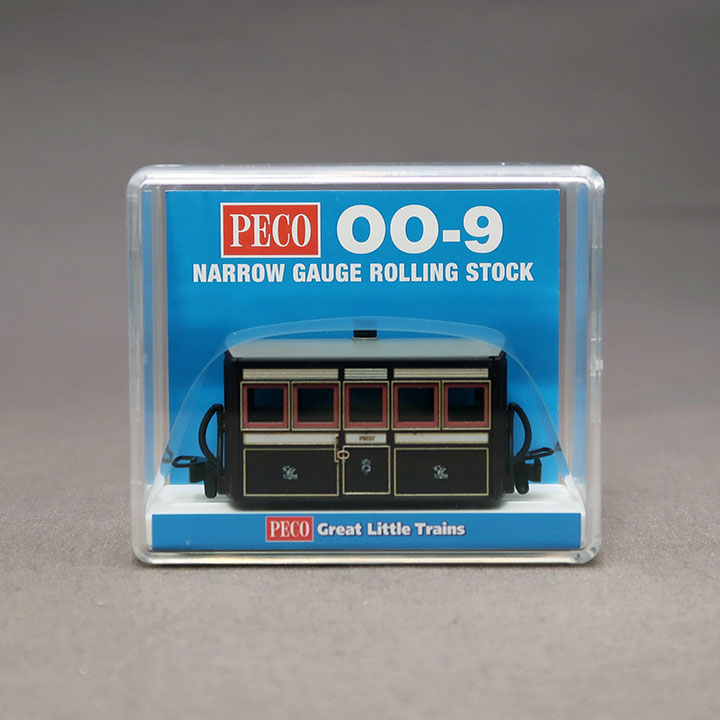 PECO OO-9
NARROW GAUGE ROLLING STOCK
FIRST
PECO Great Little Trains